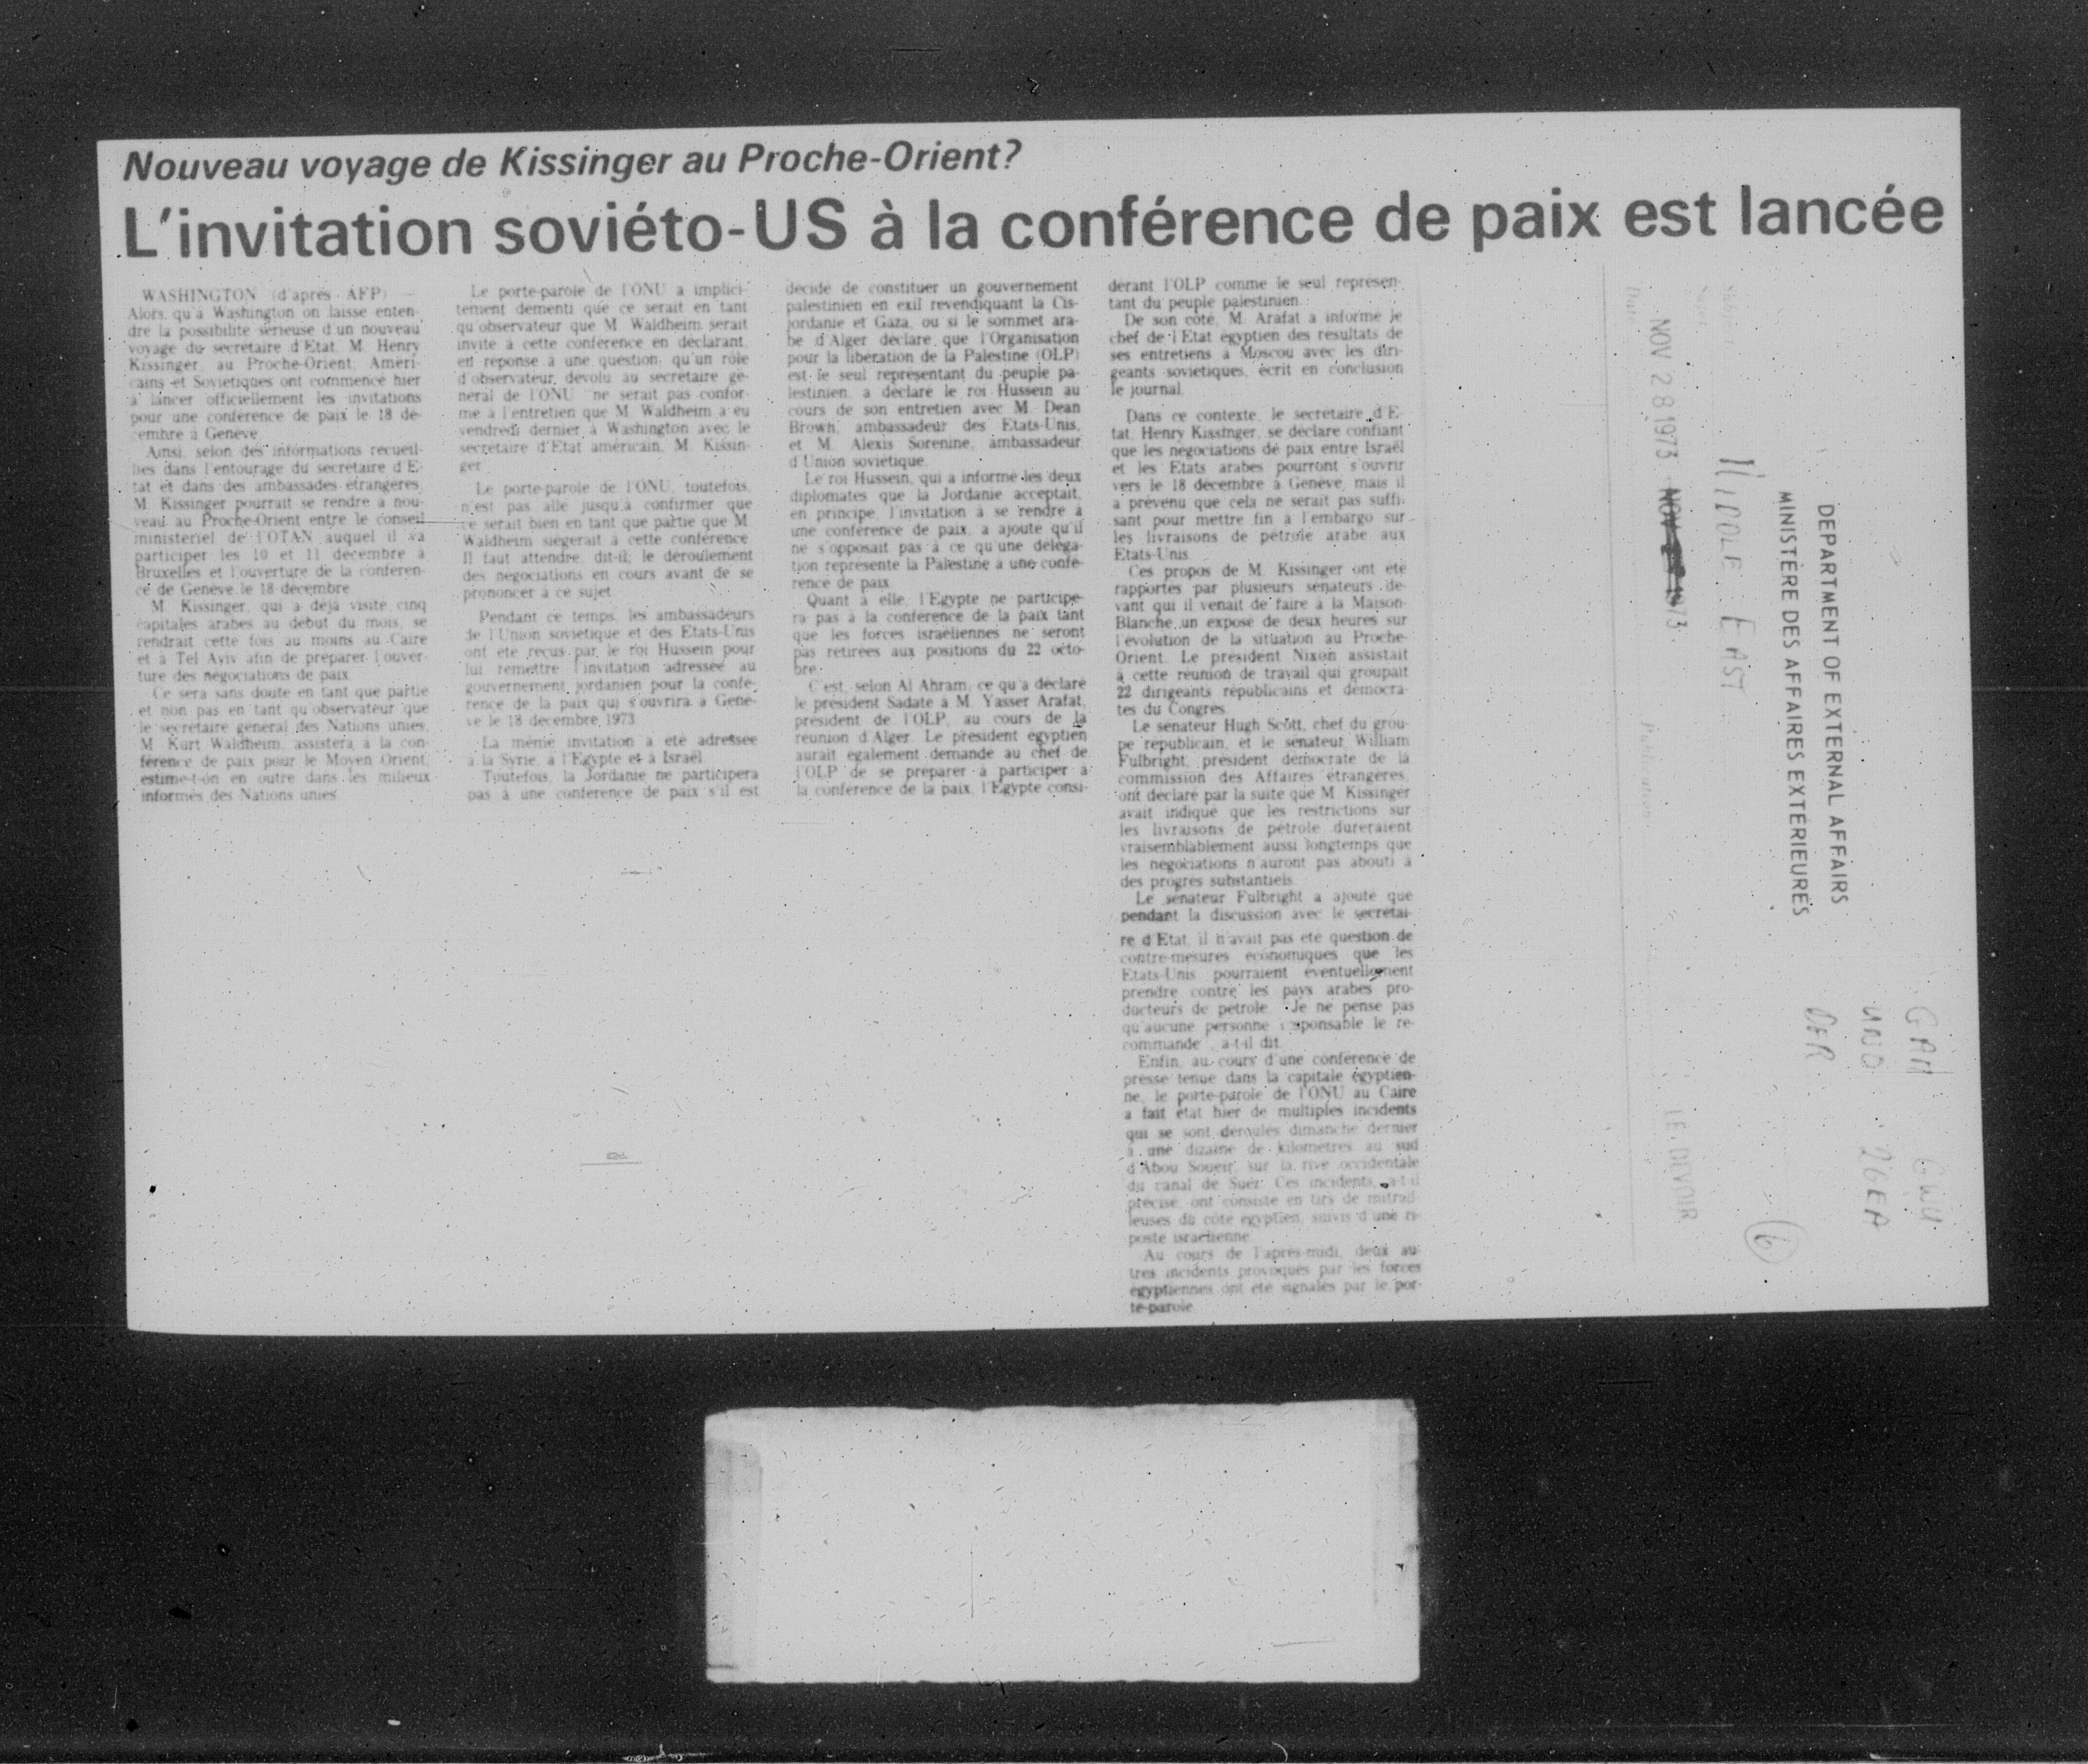 Nouveau voyage de Kissinger au Proche-Orient?
L'invitation soviéto-US à la conférence de paix est lancée
WASHINGTON (d'après AFP) —
Alors qu'à Washington on laisse enten-
dre la possibilité sérieuse d'un nouveau
voyage du secrétaire d'Etat, M. Henry
Kissinger, au Proche-Orient, Améri-
cains et Soviétiques ont commencé hier
à lancer officiellement les invitations
pour une conférence de paix le 18 dé-
cembre à Genève.
Ainsi, selon des informations recueil-
lies dans l'entourage du secrétaire d'E-
tat et dans des ambassades étrangères,
M. Kissinger pourrait se rendre à nou-
veau au Proche-Orient entre le conseil
ministériel de l'OTAN auquel il va
participer les 10 et 11 décembre à
Bruxelles et l'ouverture de la conféren-
ce de Genève le 18 décembre.
M. Kissinger, qui a déjà visité cinq
capitales arabes au début du mois, se
rendrait cette fois au moins au Caire
et à Tel Aviv afin de préparer l'ouver-
ture des négociations de paix.
Ce sera sans doute en tant que partie
et non pas en tant qu'observateur que
le secrétaire général des Nations unies,
M. Kurt Waldheim, assistera à la con-
férence de paix pour le Moyen Orient,
estime-t-on en outre dans les milieux
informés des Nations unies.
Le porte-parole de l'ONU a implici-
tement démenti que ce serait en tant
qu'observateur que M. Waldheim serait
invité à cette conférence en déclarant,
en réponse à une question, qu'un rôle
d'observateur dévolu au secrétaire gé-
néral de l'ONU ne serait pas confor-
me à l'entretien que M. Waldheim a eu
vendredi dernier à Washington avec le
secrétaire d'Etat américain, M. Kissin-
ger.
Le porte-parole de l'ONU, toutefois,
n'est pas allé jusqu'à confirmer que
ce serait bien en tant que partie que M.
Waldheim siégerait à cette conférence.
Il faut attendre, dit-il, le déroulement
des négociations en cours avant de se
prononcer à ce sujet.
Pendant ce temps, les ambassadeurs
de l'Union soviétique et des Etats-Unis
ont été reçus par le roi Hussein pour
lui remettre l'invitation adressée au
gouvernement jordanien pour la confé-
rence de la paix qui s'ouvrira à Genè-
ve le 18 décembre 1973.
La même invitation a été adressée
à la Syrie, à l'Egypte et à Israël.
Toutefois, la Jordanie ne participera
pas à une conférence de paix s'il est
décidé de constituer un gouvernement
palestinien en exil revendiquant la Cis-
jordanie et Gaza, ou si le sommet ara-
be d'Alger déclare que l'Organisation
pour la libération de la Palestine (OLP)
est le seul représentant du peuple pa-
lestinien, a déclaré le roi Hussein au
cours de son entretien avec M. Dean
Brown, ambassadeur des Etats-Unis,
et M. Alexis Sorenine, ambassadeur
d'Union soviétique.
Le roi Hussein, qui a informé les deux
diplomates que la Jordanie acceptait,
en principe, l'invitation à se rendre à
une conférence de paix, a ajouté qu'il
ne s'opposait pas à ce qu'une déléga-
tion représente la Palestine à une confé-
rence de paix.
Quant à elle, l'Egypte ne participe-
ra pas à la conférence de la paix tant
que les forces israéliennes ne seront
pas retirées aux positions du 22 octo-
bre.
C'est, selon Al Ahram, ce qu'a déclaré
le président Sadate à M. Yasser Arafat,
président de l'OLP, au cours de la
réunion d'Alger. Le président égyptien
aurait également demandé au chef de
l'OLP de se préparer à participer à
la conférence de la paix, l'Egypte consi-
dérant l'OLP comme le seul représen-
tant du peuple palestinien.
De son côté, M. Arafat a informé le
chef de l'Etat égyptien des résultats de
ses entretiens à Moscou avec les diri-
geants soviétiques, écrit en conclusion
le journal.
Dans ce contexte, le secrétaire d'E-
tat, Henry Kissinger, se déclare confiant
que les négociations de paix entre Israël
et les Etats arabes pourront s'ouvrir
vers le 18 décembre à Genève, mais il
a prévenu que cela ne serait pas suffi-
sant pour mettre fin à l'embargo sur
les livraisons de pétrole arabe aux
Etats-Unis.
Ces propos de M. Kissinger ont été
rapportés par plusieurs sénateurs de-
vant qui il venait de faire à la Maison-
Blanche un exposé de deux heures sur
l'évolution de la situation au Proche-
Orient. Le président Nixon assistait
à cette réunion de travail qui groupait
22 dirigeants républicains et démocra-
tes du Congrès.
Le sénateur Hugh Scott, chef du grou-
pe républicain, et le sénateur William
Fulbright, président démocrate de la
commission des Affaires étrangères,
ont déclaré par la suite que M. Kissinger
avait indiqué que les restrictions sur
les livraisons de pétrole dureraient
vraisemblablement aussi longtemps que
les négociations n'auront pas abouti à
des progrès substantiels.
Le sénateur Fulbright a ajouté que
pendant la discussion avec le secrétai-
re d'Etat, il n'avait pas été question de
contre-mesures économiques que les
Etats-Unis pourraient éventuellement
prendre contre les pays arabes pro-
ducteurs de pétrole. "Je ne pense pas
qu'aucune personne responsable le re-
commande", a-t-il dit.
Enfin, au cours d'une conférence de
presse tenue dans la capitale égyptien-
ne, le porte-parole de l'ONU au Caire
a fait état hier de multiples incidents
qui se sont déroulés dimanche dernier
à une dizaine de kilomètres au sud
d'Abou Soueir, sur la rive occidentale
du canal de Suez. Ces incidents, a-t-il
précisé, ont consisté en tirs de mitrail-
leuses du côté égyptien, suivis d'une ri-
poste israélienne.
Au cours de l'après-midi, deux au-
tres incidents provoqués par les forces
égyptiennes ont été signalés par le por-
te-parole.
DEPARTMENT OF EXTERNAL AFFAIRS
MINISTÈRE DES AFFAIRES EXTÉRIEURES
MIDDLE EAST
NOV 28 1973
Date
Publication
LE DEVOIR
GAM
GWU
UNO
2GEA
DFR
6